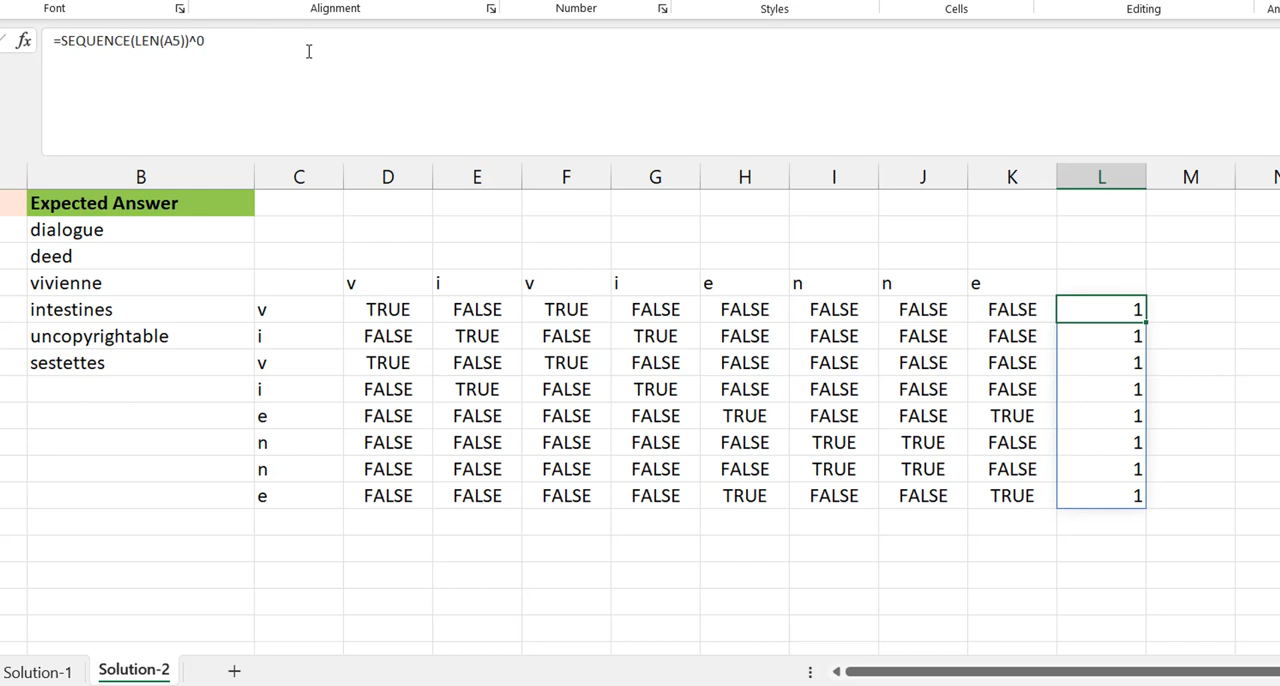 Font Alignment Number Styles Cells Editing An
fx =SEQUENCE(LEN(A5))^0
B C D E F G H I J K L M N
Expected Answer
dialogue
deed
vivienne v i v i e n n e
intestines v TRUE FALSE TRUE FALSE FALSE FALSE FALSE FALSE 1
uncopyrightable i FALSE TRUE FALSE TRUE FALSE FALSE FALSE FALSE 1
sestettes v TRUE FALSE TRUE FALSE FALSE FALSE FALSE FALSE 1
i FALSE TRUE FALSE TRUE FALSE FALSE FALSE FALSE 1
e FALSE FALSE FALSE FALSE TRUE FALSE FALSE TRUE 1
n FALSE FALSE FALSE FALSE FALSE TRUE TRUE FALSE 1
n FALSE FALSE FALSE FALSE FALSE TRUE TRUE FALSE 1
e FALSE FALSE FALSE FALSE TRUE FALSE FALSE TRUE 1
Solution-1 Solution-2